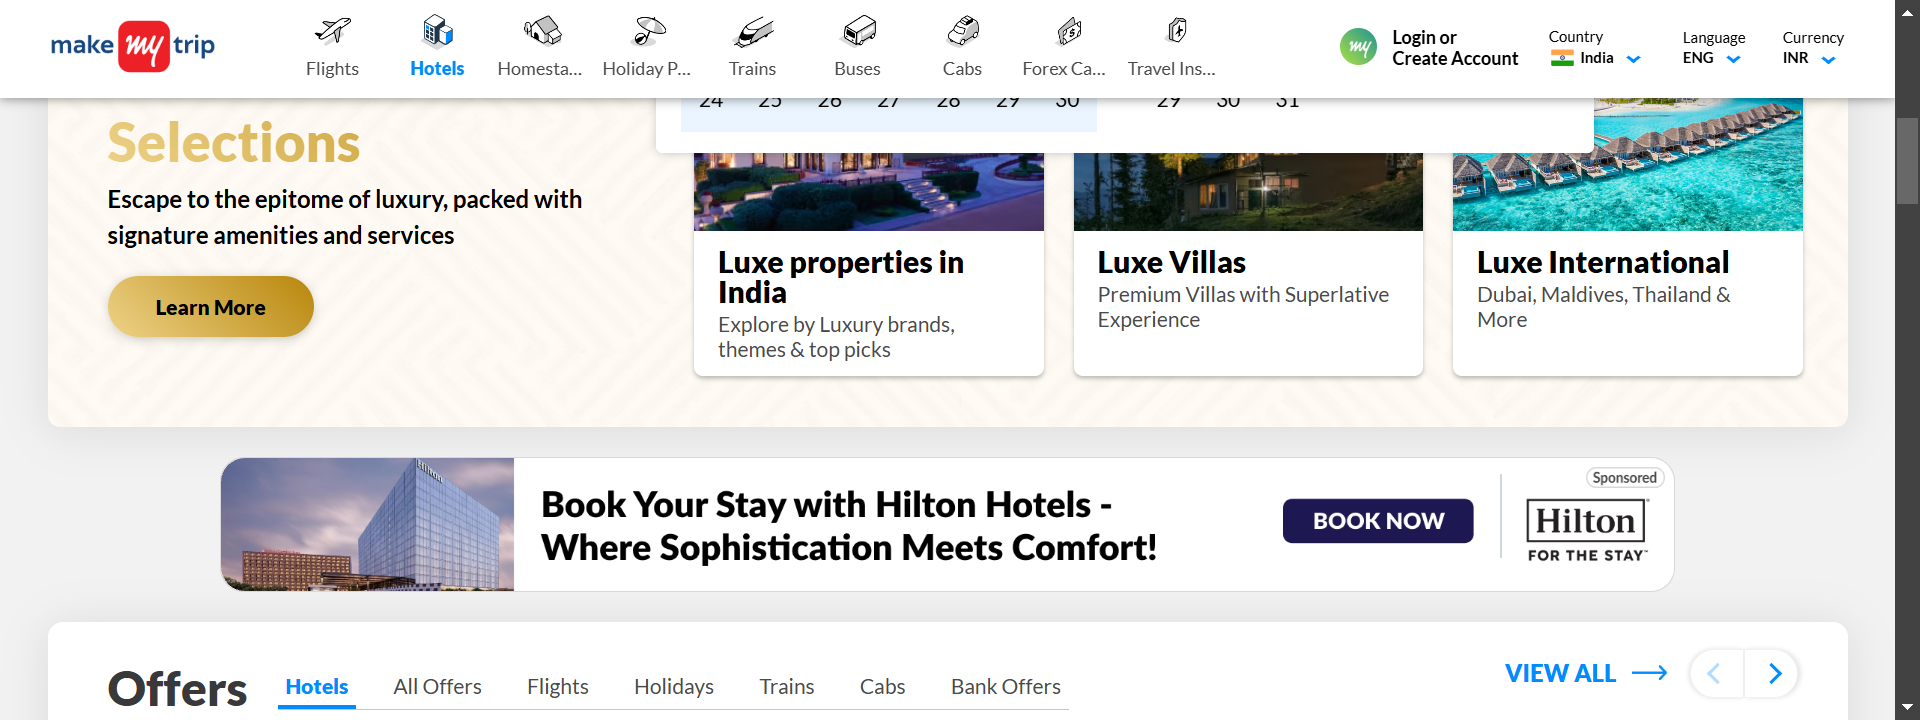 make my trip
Flights
Hotels
Homesta...
Holiday P...
Trains
Buses
Cabs
Forex Ca...
Travel Ins...
my
Login or
Create Account
Country
India
Language
ENG
Currency
INR
24 25 26 27 28 29 30 29 30 31
Selections
Escape to the epitome of luxury, packed with
signature amenities and services
Learn More
Luxe properties in
India
Explore by Luxury brands,
themes & top picks
Luxe Villas
Premium Villas with Superlative
Experience
Luxe International
Dubai, Maldives, Thailand &
More
Hilton
Book Your Stay with Hilton Hotels -
Where Sophistication Meets Comfort!
BOOK NOW
Sponsored
Hilton
FOR THE STAY™
Offers
Hotels
All Offers
Flights
Holidays
Trains
Cabs
Bank Offers
VIEW ALL